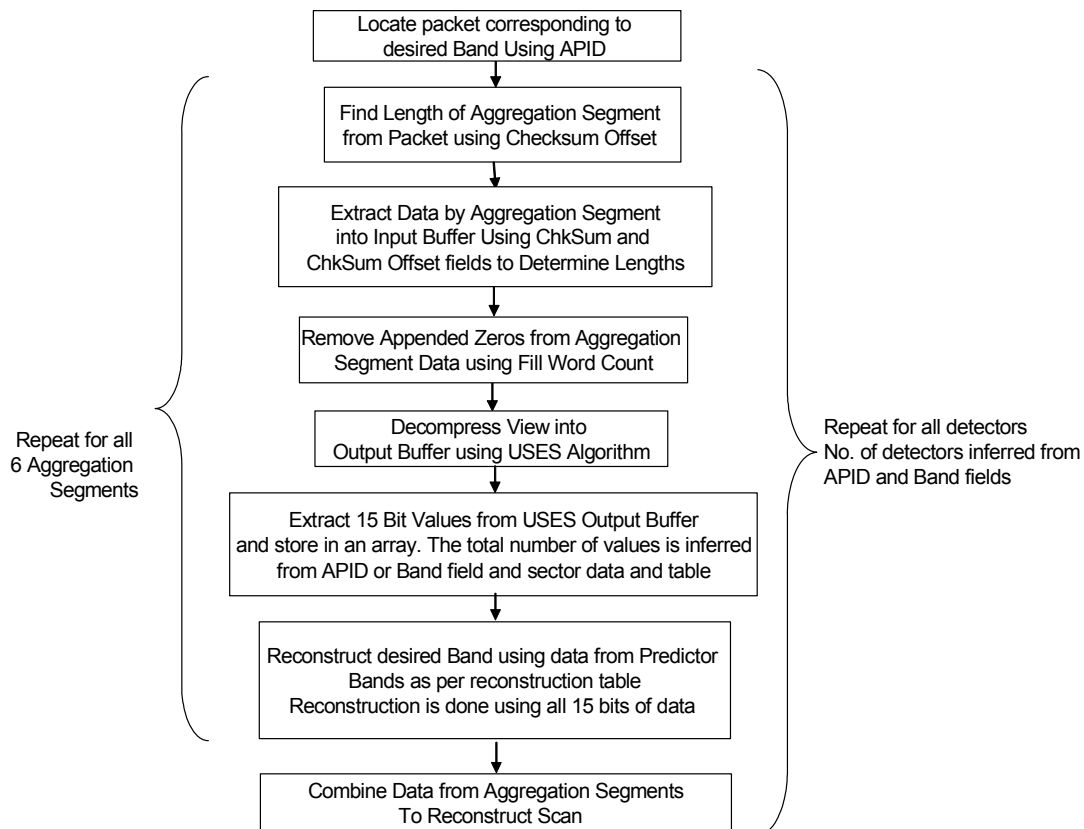 Locate packet corresponding to
desired Band Using APID
Find Length of Aggregation Segment
from Packet using Checksum Offset
Extract Data by Aggregation Segment
into Input Buffer Using ChkSum and
ChkSum Offset fields to Determine Lengths
Remove Appended Zeros from Aggregation
Segment Data using Fill Word Count
Decompress View into
Output Buffer using USES Algorithm
Extract 15 Bit Values from USES Output Buffer
and store in an array. The total number of values is inferred
from APID or Band field and sector data and table
Reconstruct desired Band using data from Predictor
Bands as per reconstruction table
Reconstruction is done using all 15 bits of data
Combine Data from Aggregation Segments
To Reconstruct Scan
Repeat for all
6 Aggregation
Segments
Repeat for all detectors
No. of detectors inferred from
APID and Band fields